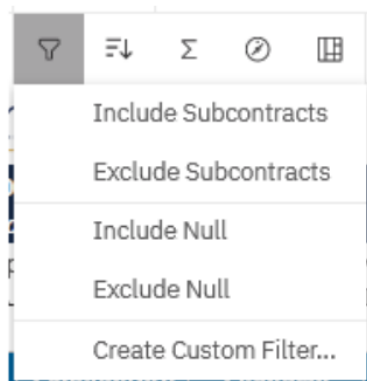 Include Subcontracts
Exclude Subcontracts
Include Null
Exclude Null
Create Custom Filter...